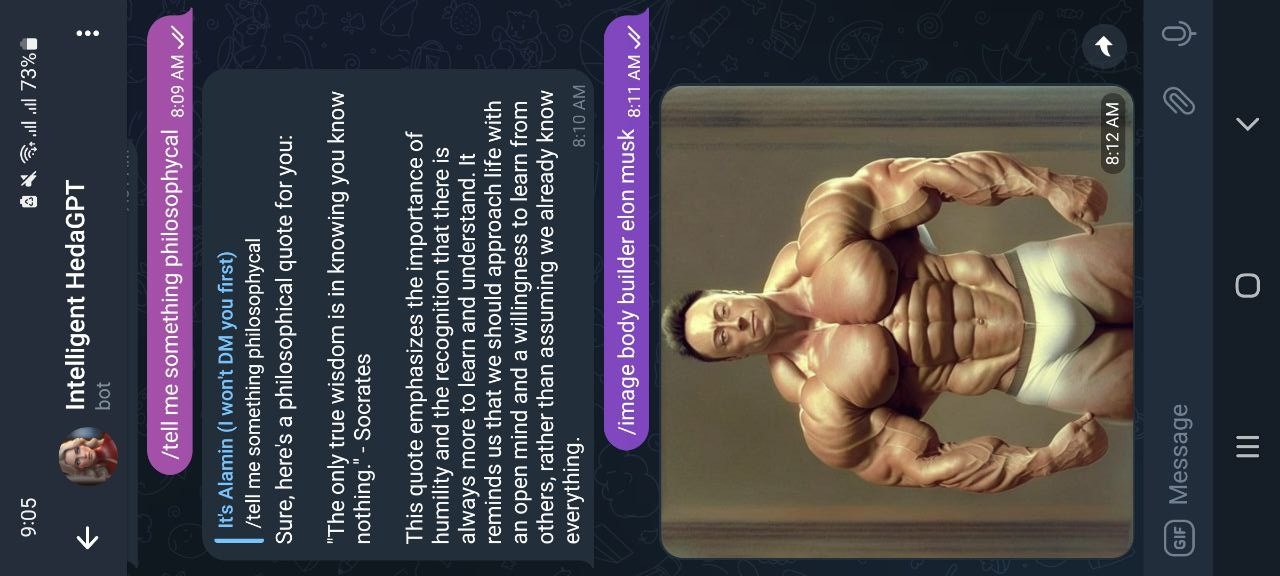 9:05
73%
Intelligent HedaGPT
bot
/tell me something philosophycal 8:09 AM
It's Alamin (I won't DM you first)
/tell me something philosophycal
Sure, here's a philosophical quote for you:
"The only true wisdom is in knowing you know
nothing." - Socrates
This quote emphasizes the importance of
humility and the recognition that there is
always more to learn and understand. It
reminds us that we should approach life with
an open mind and a willingness to learn from
others, rather than assuming we already know
everything.
8:10 AM
/image body builder elon musk 8:11 AM
8:12 AM
GIF Message